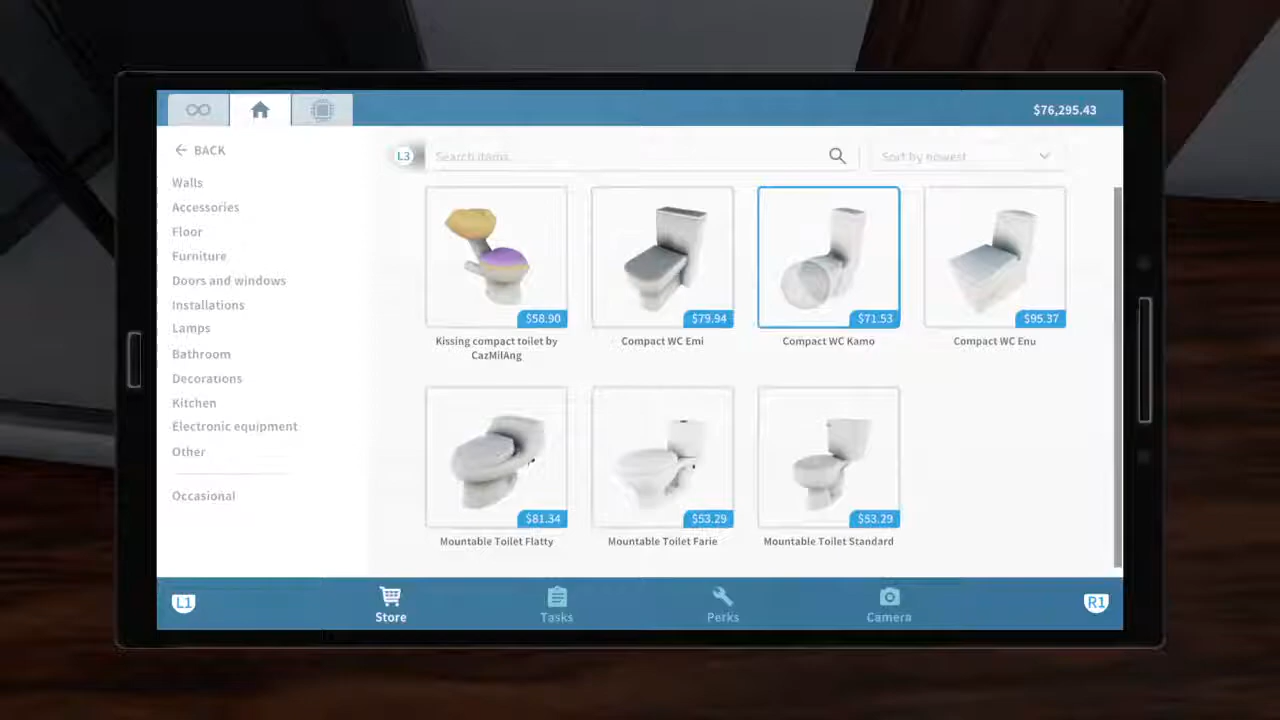 $76,295.43
BACK
L3
Search items
Sort by newest
Walls
Accessories
Floor
Furniture
Doors and windows
Installations
Lamps
Bathroom
Decorations
Kitchen
Electronic equipment
Other
Occasional
$58.90
$79.94
$71.53
$95.37
Kissing compact toilet by
CazMilAng
Compact WC Emi
Compact WC Kamo
Compact WC Enu
$81.34
$53.29
$53.29
Mountable Toilet Flatty
Mountable Toilet Farie
Mountable Toilet Standard
L1
Store
Tasks
Perks
Camera
R1